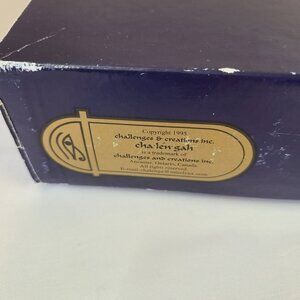 Copyright 1995
challenges & creations inc.
cha'len'gah
is a trademark of
challenges and creations inc.
Ontario, Canada
All rights reserved.